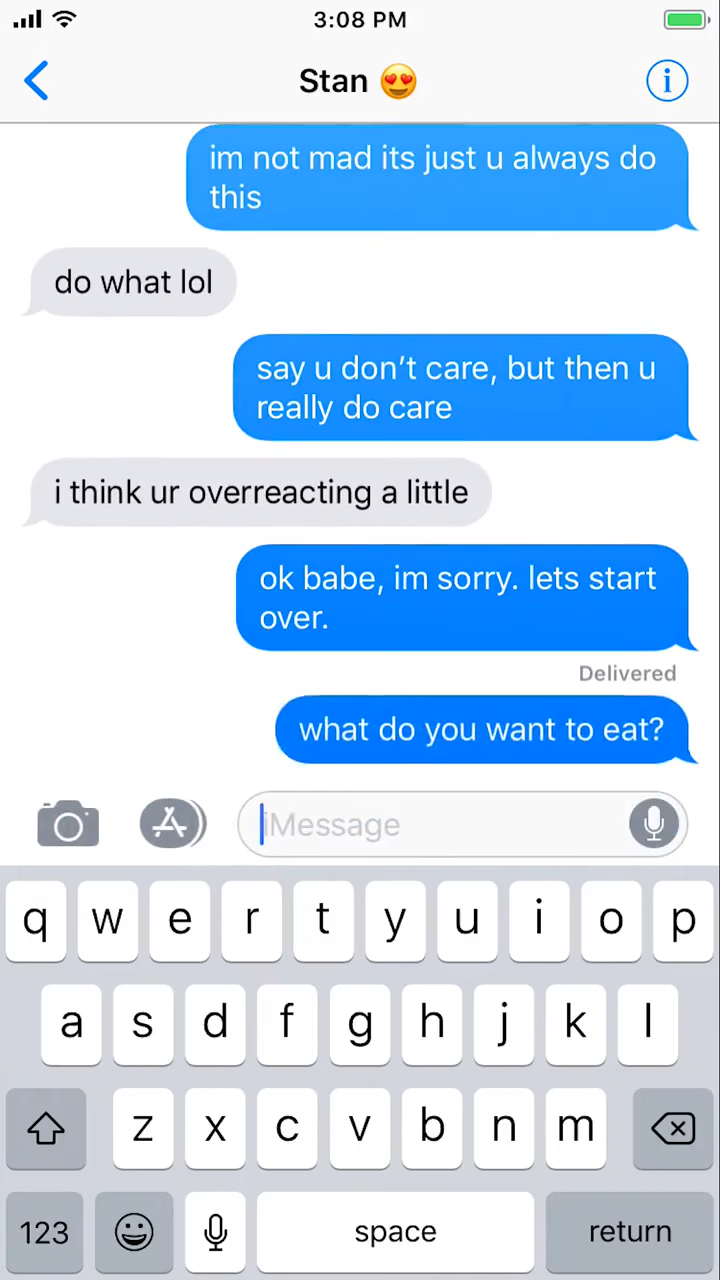 3:08 PM
Stan 😍
im not mad its just u always do
this
do what lol
say u don’t care, but then u
really do care
i think ur overreacting a little
ok babe, im sorry. lets start
over.
Delivered
what do you want to eat?
iMessage
q w e r t y u i o p
a s d f g h j k l
z x c v b n m
123 space return